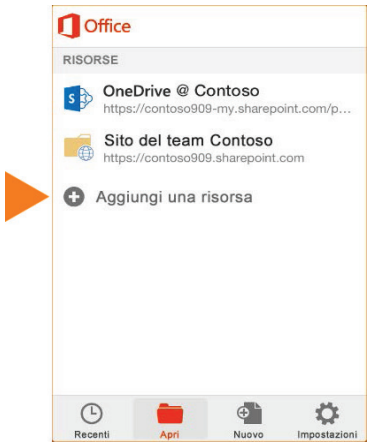 Office
RISORSE
OneDrive @ Contoso
https://contoso909-my.sharepoint.com/p...
Sito del team Contoso
https://contoso909.sharepoint.com
Aggiungi una risorsa
Recenti Apri Nuovo Impostazioni